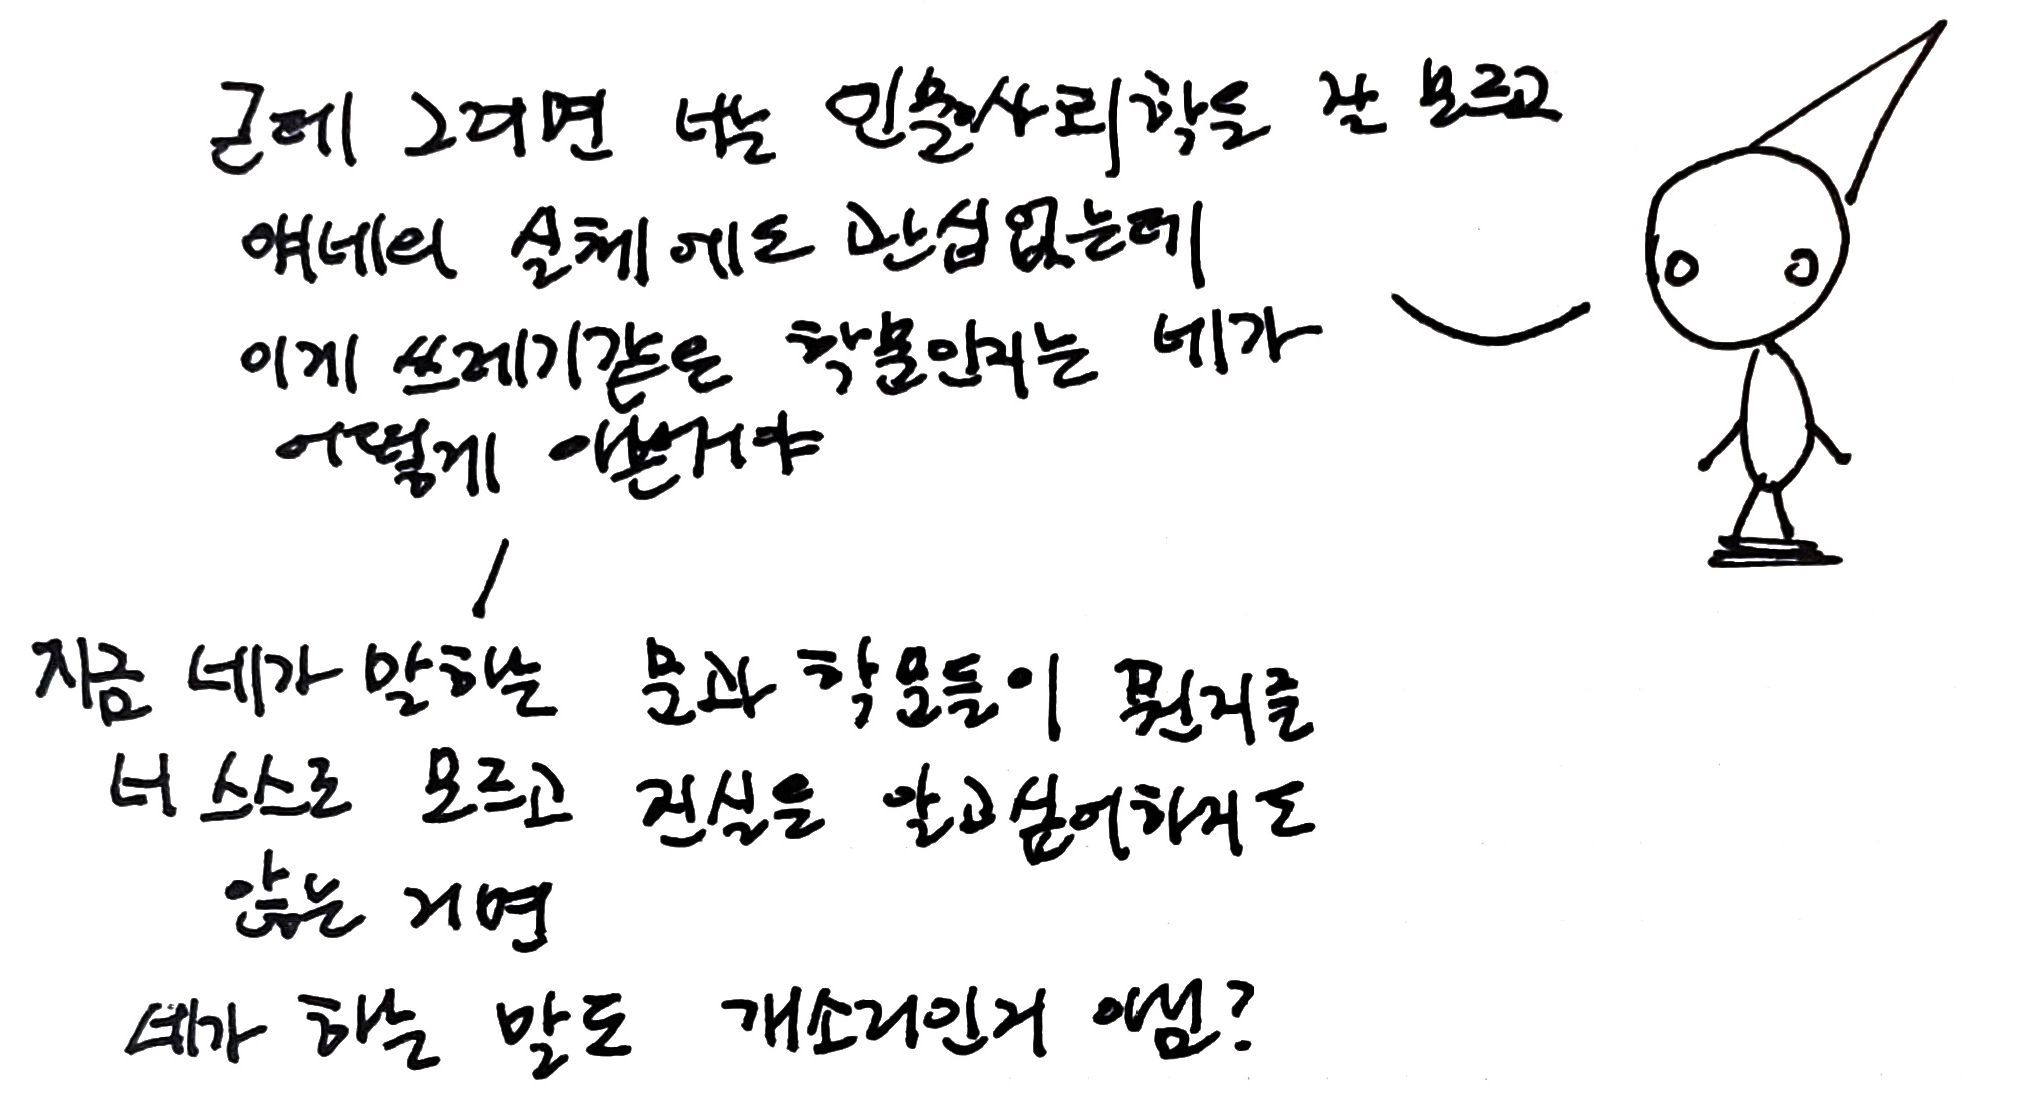 근데 그러면 너는 인문사회학을 잘 모르고
얘네의 실체에도 관심없는데
이게 쓰레기같은 학문인지는 네가
어떻게 아는거야
지금 네가 말하는 문과 학문들이 뭔지를
너 스스로 모르고 진실을 알고싶어하지도
않는 거면
네가 하는 말도 개소리인거 아님?